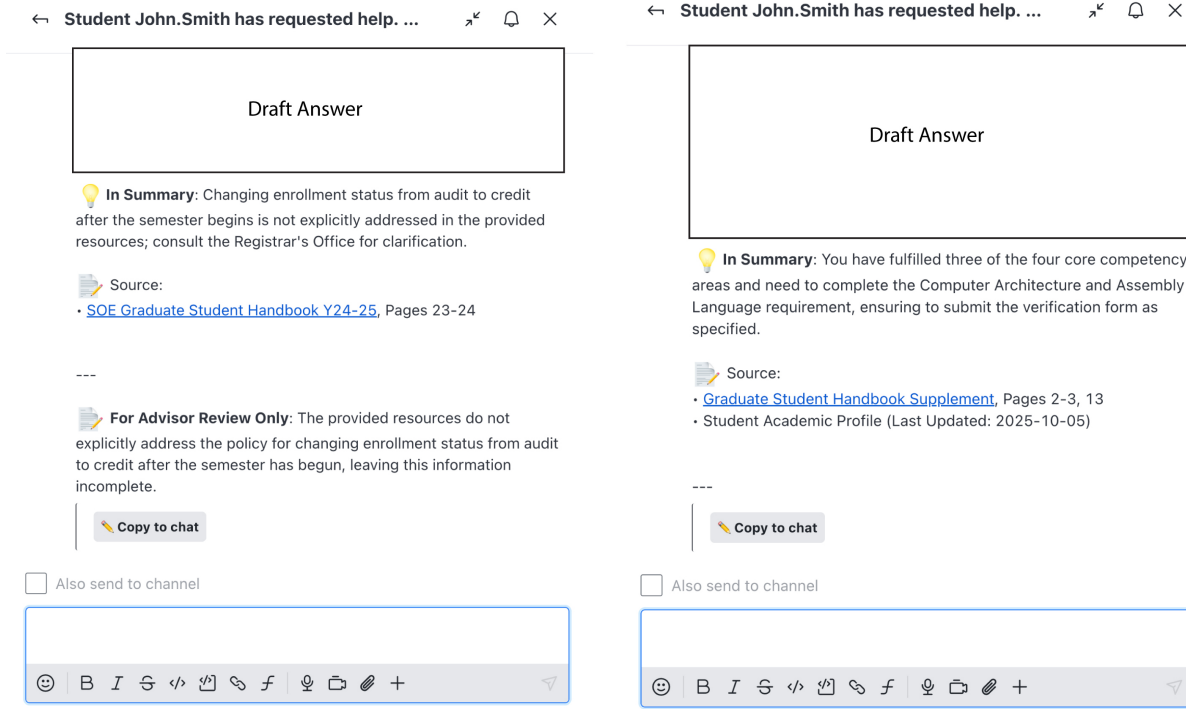 Student John.Smith has requested help. ...
Draft Answer
💡 In Summary: Changing enrollment status from audit to credit
after the semester begins is not explicitly addressed in the provided
resources; consult the Registrar's Office for clarification.
📝 Source:
• SOE Graduate Student Handbook Y24-25, Pages 23-24
---
📝 For Advisor Review Only: The provided resources do not
explicitly address the policy for changing enrollment status from audit
to credit after the semester has begun, leaving this information
incomplete.
✏️ Copy to chat
Also send to channel
Student John.Smith has requested help. ...
Draft Answer
💡 In Summary: You have fulfilled three of the four core competency
areas and need to complete the Computer Architecture and Assembly
Language requirement, ensuring to submit the verification form as
specified.
📝 Source:
• Graduate Student Handbook Supplement, Pages 2-3, 13
• Student Academic Profile (Last Updated: 2025-10-05)
---
✏️ Copy to chat
Also send to channel